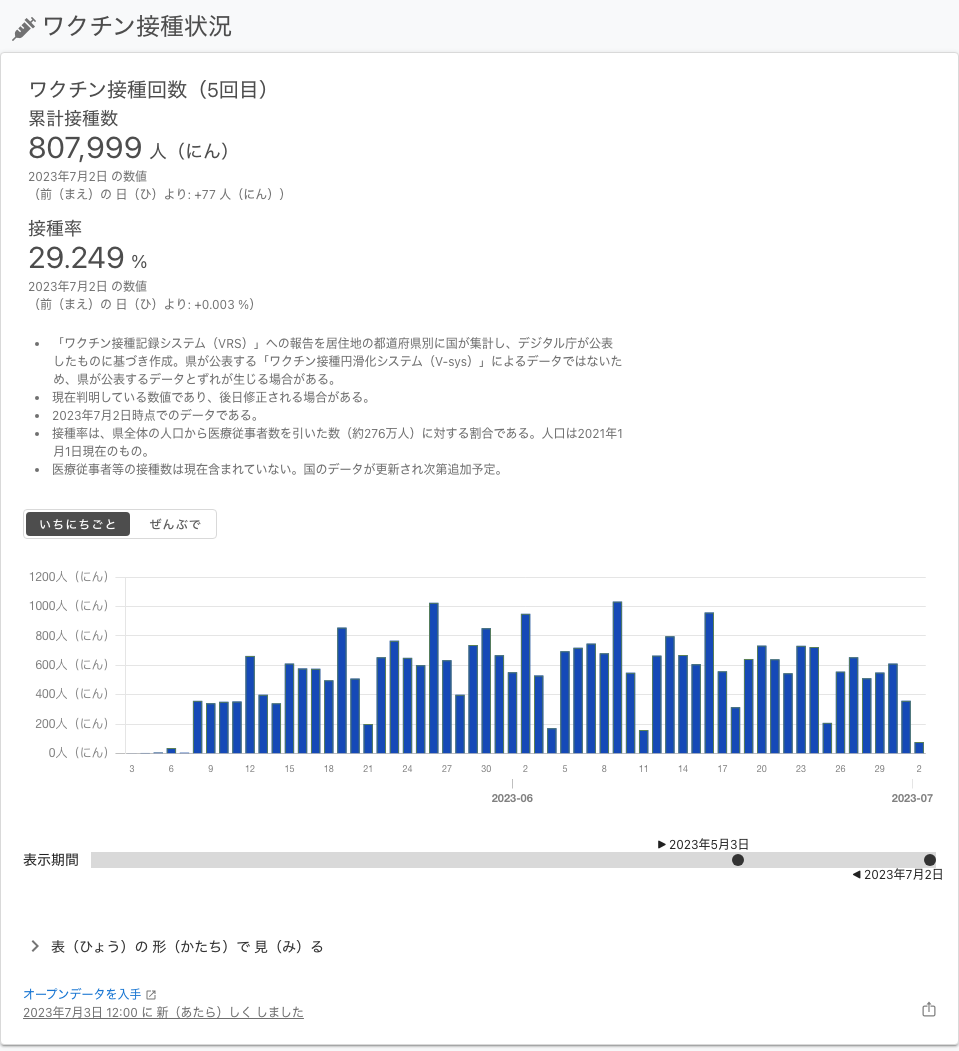 ワクチン接種状況
ワクチン接種回数（5回目）
累計接種数
807,999 人（にん）
2023年7月2日 の数値
（前（まえ）の 日（ひ）より: +77 人（にん））
接種率
29.249 %
2023年7月2日 の数値
（前（まえ）の 日（ひ）より: +0.003 %）
「ワクチン接種記録システム（VRS）」への報告を居住地の都道府県別に国が集計し、デジタル庁が公表
したものに基づき作成。県が公表する「ワクチン接種円滑化システム（V-sys）」によるデータではないた
め、県が公表するデータとずれが生じる場合がある。
現在判明している数値であり、後日修正される場合がある。
2023年7月2日時点でのデータである。
接種率は、県全体の人口から医療従事者数を引いた数（約276万人）に対する割合である。人口は2021年1
月1日現在のもの。
医療従事者等の接種数は現在含まれていない。国のデータが更新され次第追加予定。
いちにちごと ぜんぶで
1200人（にん）
1000人（にん）
800人（にん）
600人（にん）
400人（にん）
200人（にん）
0人（にん）
3 6 9 12 15 18 21 24 27 30 2 5 8 11 14 17 20 23 26 29 2
2023-06 2023-07
2023年5月3日
表示期間
2023年7月2日
表（ひょう）の 形（かたち）で 見（み）る
オープンデータを入手
2023年7月3日 12:00 に 新（あたら）しく しました